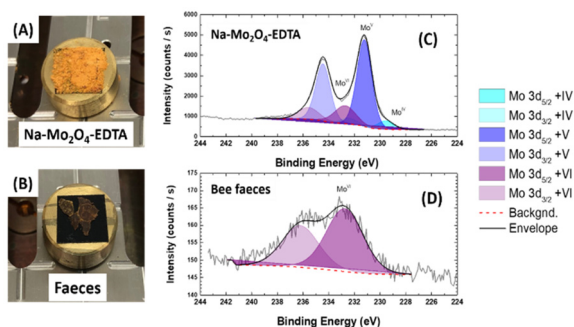 (A)
Na-Mo₂O₄-EDTA
(B)
Faeces
Na-Mo₂O₄-EDTA
(C)
Moⱽ
Moⱽᴵ
Moᴵⱽ
Intensity (counts / s)
5000
4000
3000
2000
1000
0
244 242 240 238 236 234 232 230 228 226 224
Binding Energy (eV)
Bee faeces
(D)
Moⱽᴵ
Intensity (counts / s)
170
165
160
155
150
145
140
244 242 240 238 236 234 232 230 228 226 224
Binding Energy (eV)
Mo 3d₅/₂ +IV
Mo 3d₃/₂ +IV
Mo 3d₅/₂ +V
Mo 3d₃/₂ +V
Mo 3d₅/₂ +VI
Mo 3d₃/₂ +VI
Backgnd.
Envelope